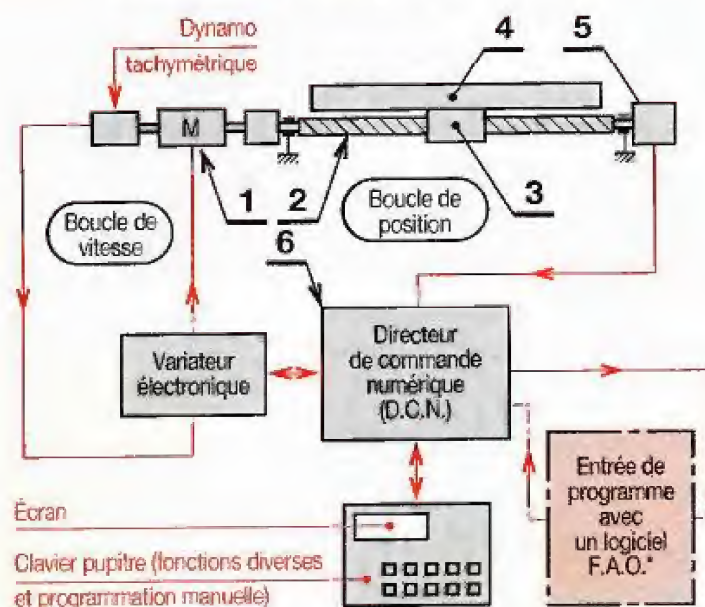 Dynamo
tachymétrique
4
5
M
1
2
3
Boucle de
vitesse
Boucle de
position
6
Variateur
électronique
Directeur
de commande
numérique
(D.C.N.)
Entrée de
programme
avec
un logiciel
F.A.O.*
Écran
Clavier pupitre (fonctions diverses
et programmation manuelle)